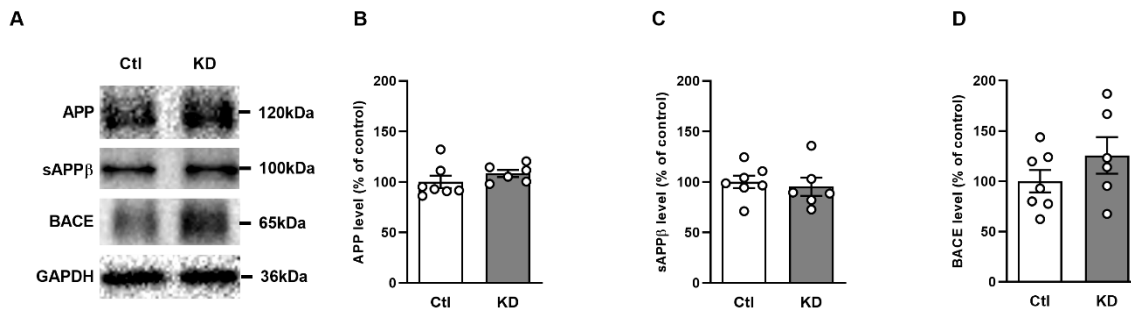 A
Ctl KD
APP 120kDa
sAPPβ 100kDa
BACE 65kDa
GAPDH 36kDa
B
APP level (% of control)
200
150
100
50
0
Ctl KD
C
sAPPβ level (% of control)
200
150
100
50
0
Ctl KD
D
BACE level (% of control)
200
150
100
50
0
Ctl KD